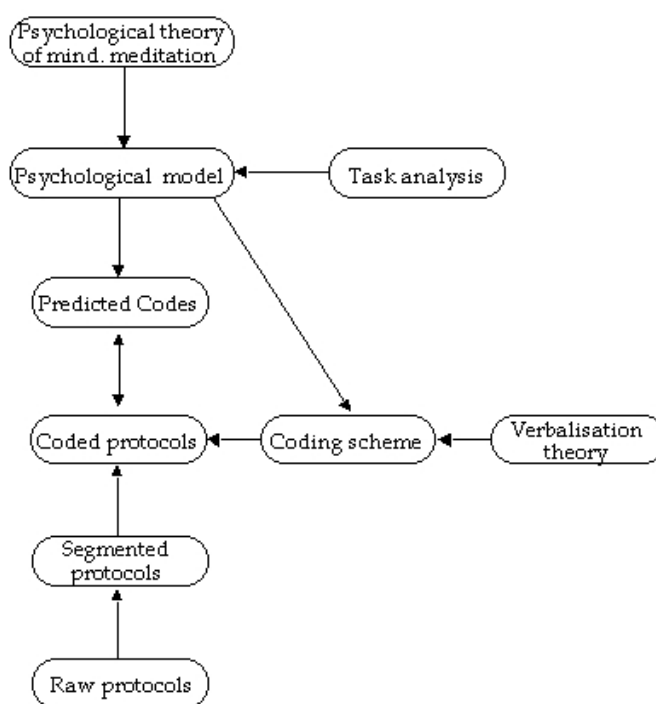 Psychological theory
of mind. meditation
Psychological model
Task analysis
Predicted Codes
Coded protocols
Coding scheme
Verbalisation
theory
Segmented
protocols
Raw protocols